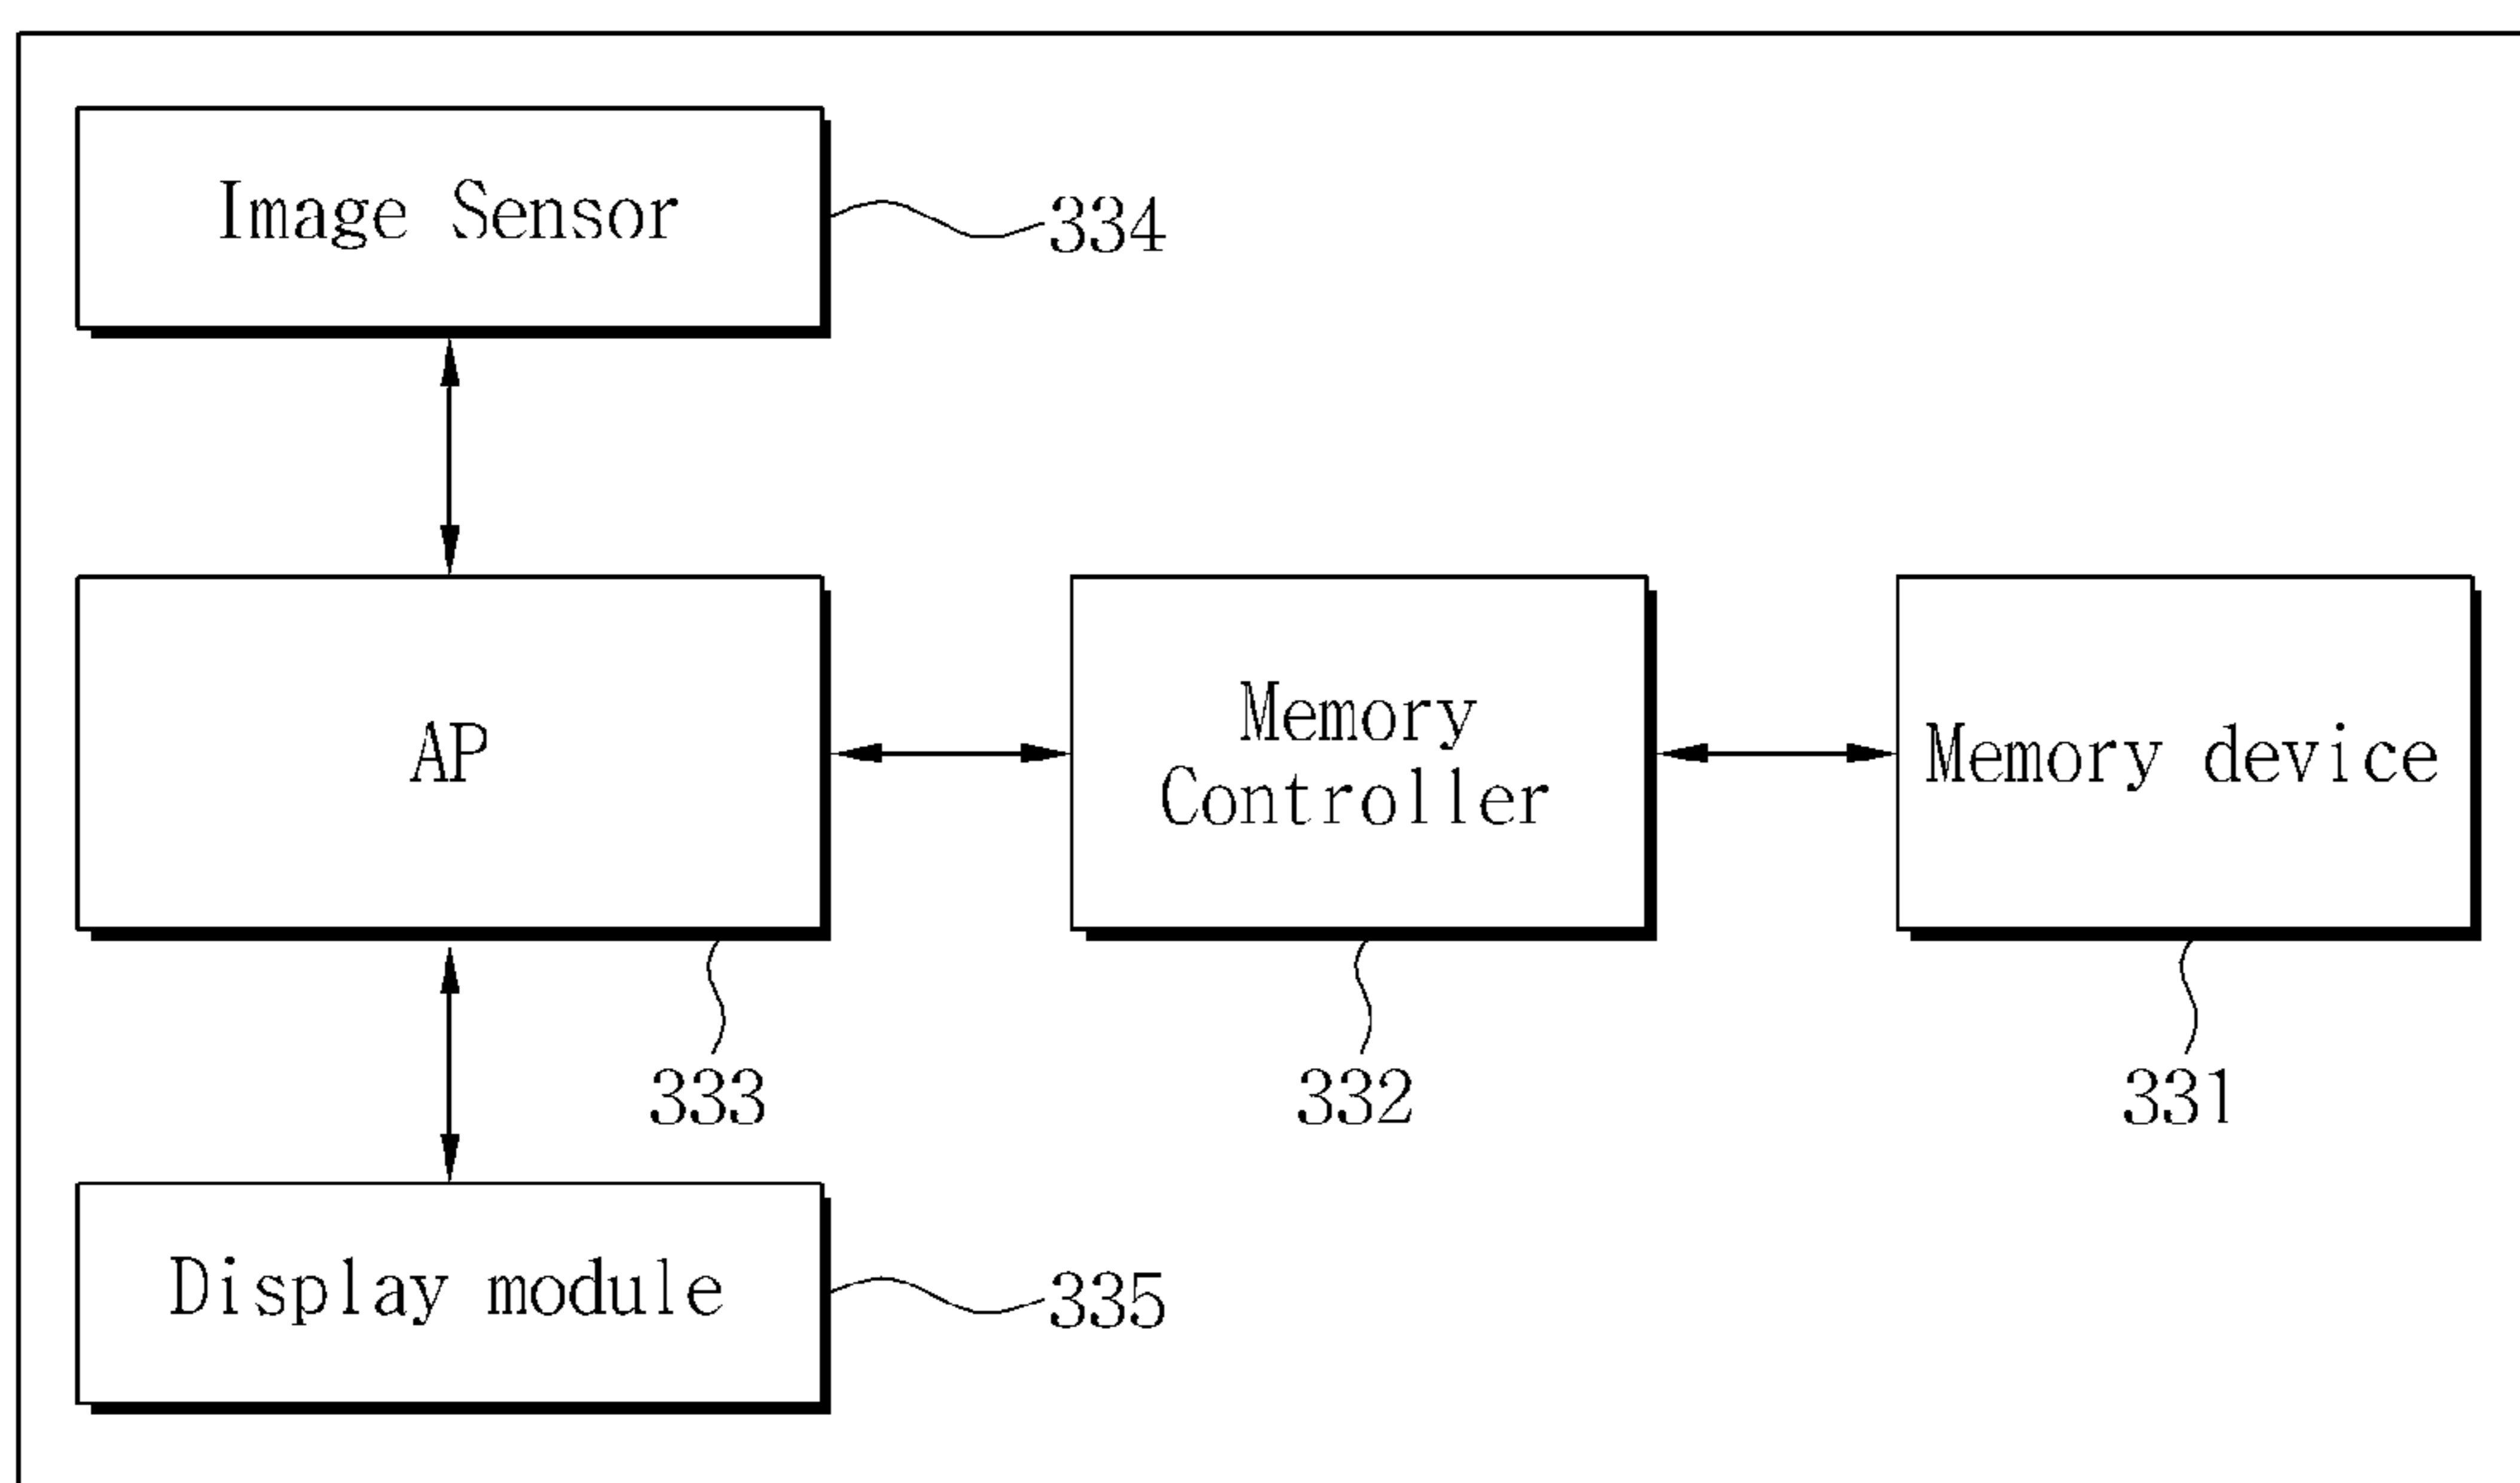 Image Sensor
334
AP
Memory
Controller
Memory device
333
332
331
Display module
335